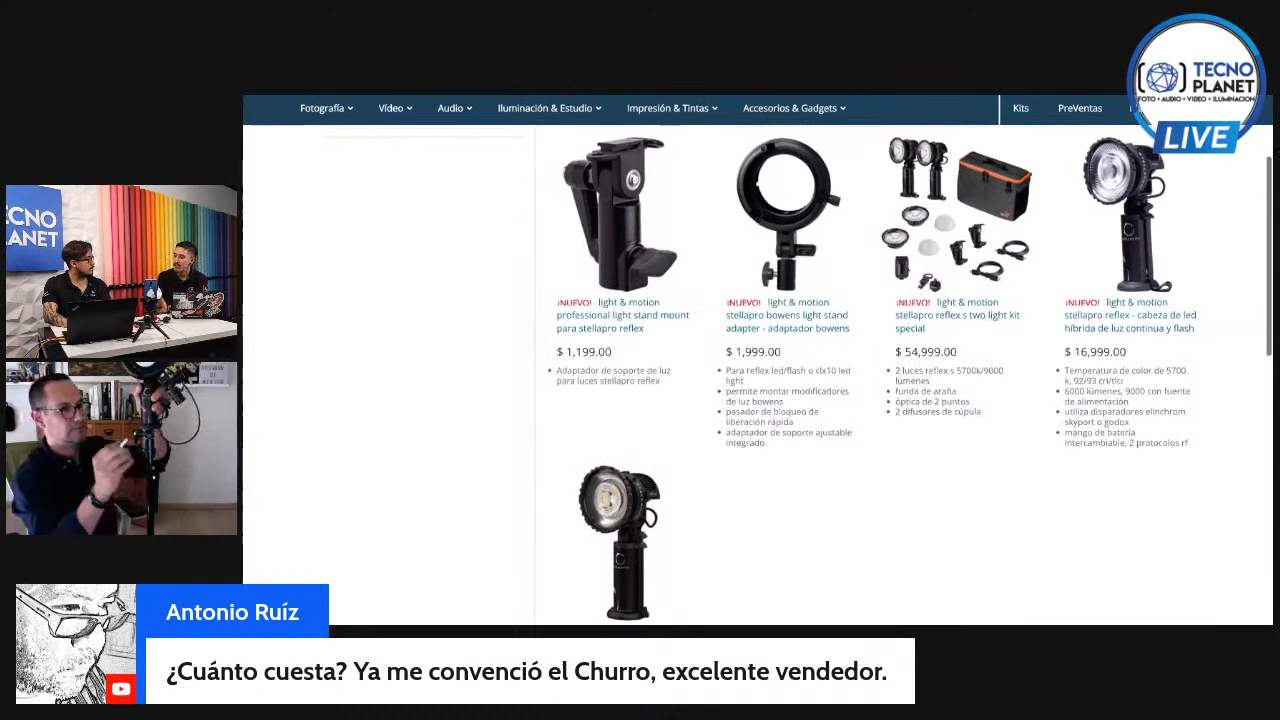 TECNO
PLANET
FOTO + AUDIO + VIDEO + ILUMINACION
LIVE
Fotografía
Vídeo
Audio
Iluminación & Estudio
Impresión & Tintas
Accesorios & Gadgets
Kits
PreVentas
CNO
LANET
¡NUEVO! light & motion
professional light stand mount
para stellapro reflex
$ 1,199.00
Adaptador de soporte de luz
para luces stellapro reflex
¡NUEVO! light & motion
stellapro bowens light stand
adapter - adaptador bowens
$ 1,999.00
Para reflex led/flash o clx10 led
light
permite montar modificadores
de luz bowens
pasador de bloqueo de
liberación rápida
adaptador de soporte ajustable
integrado
¡NUEVO! light & motion
stellapro reflex s two light kit
special
$ 54,999.00
2 luces reflex s 5700k/9000
lúmenes
funda de araña
óptica de 2 puntos
2 difusores de cúpula
¡NUEVO! light & motion
stellapro reflex - cabeza de led
híbrida de luz continua y flash
$ 16,999.00
Temperatura de color de 5700
k, 92/93 cri/tlci
6000 lúmenes, 9000 con fuente
de alimentación
utiliza disparadores elinchrom
skyport o godox
mango de batería
intercambiable, 2 protocolos rf
Antonio Ruíz
¿Cuánto cuesta? Ya me convenció el Churro, excelente vendedor.